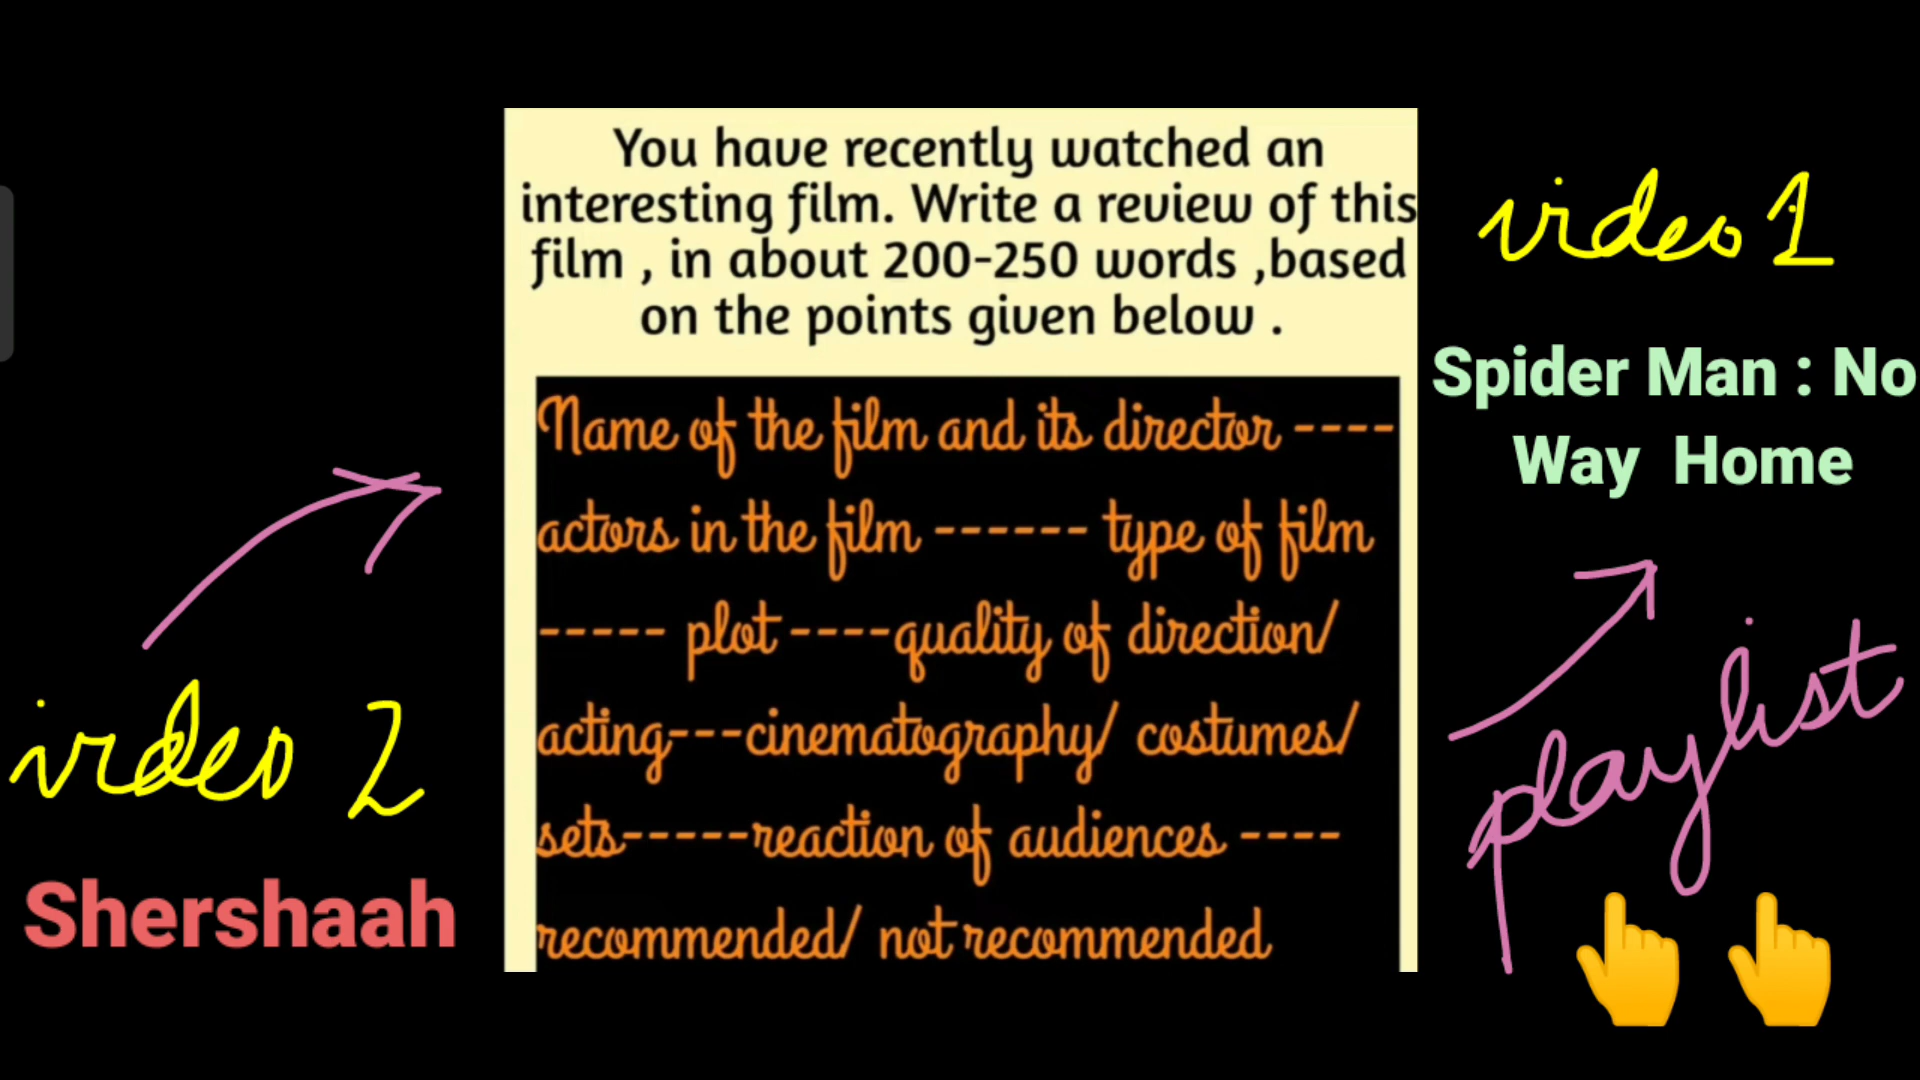 You have recently watched an
interesting film. Write a review of this
film , in about 200-250 words ,based
on the points given below .
Name of the film and its director ----
actors in the film ------ type of film
----- plot ----quality of direction/
acting---cinematography/ costumes/
sets-----reaction of audiences ----
recommended/ not recommended
video 1
Spider Man : No
Way Home
playlist
video 2
Shershaah